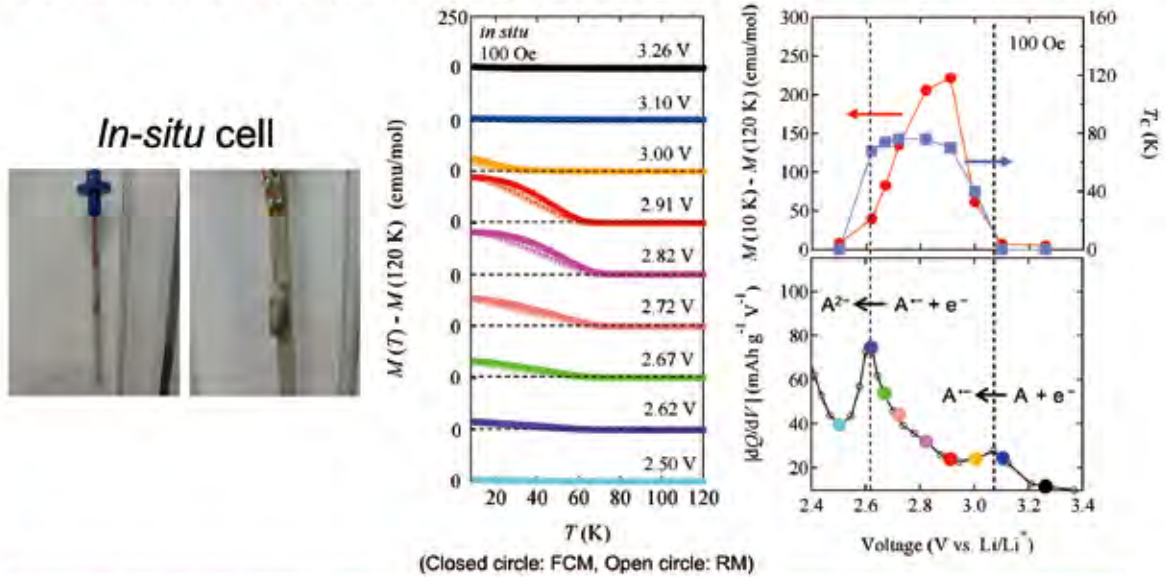 In-situ cell
250
in situ
100 Oe
3.26 V
0
3.10 V
0
3.00 V
0
2.91 V
0
2.82 V
0
2.72 V
0
2.67 V
0
2.62 V
0
2.50 V
0
M (T) - M (120 K) (emu/mol)
20 40 60 80 100 120
T (K)
(Closed circle: FCM, Open circle: RM)
300
250
200
150
100
50
0
M (10 K) - M (120 K) (emu/mol)
100 Oe
160
120
80
40
0
T_C (K)
100
80
60
40
20
|dQ/dV| (mAh g⁻¹ V⁻¹)
A²⁻ ← A•⁻ + e⁻
A•⁻ ← A + e⁻
2.4 2.6 2.8 3.0 3.2 3.4
Voltage (V vs. Li/Li⁺)